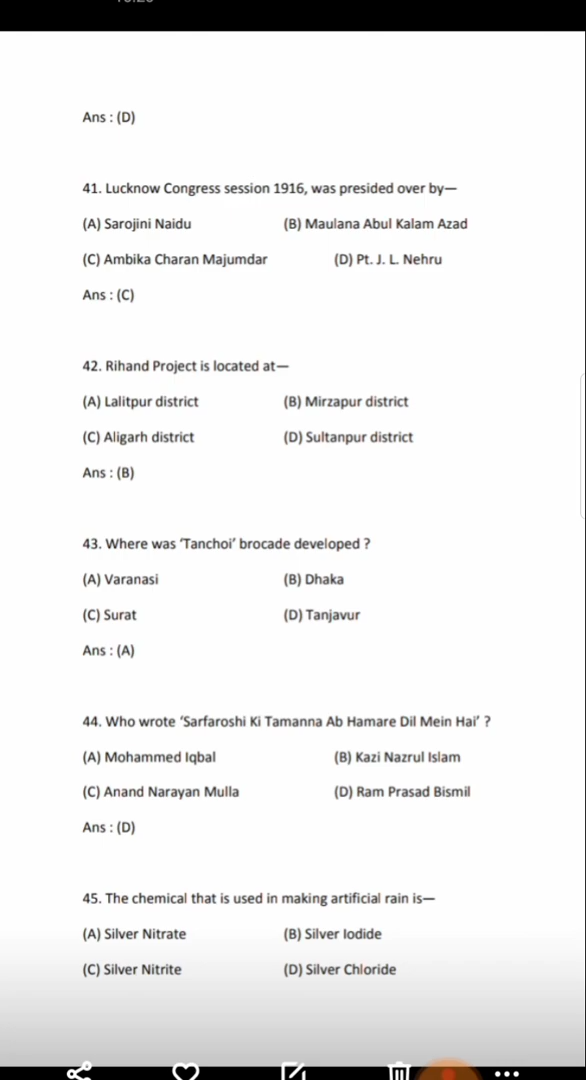 Ans : (D)
41. Lucknow Congress session 1916, was presided over by—
(A) Sarojini Naidu (B) Maulana Abul Kalam Azad
(C) Ambika Charan Majumdar (D) Pt. J. L. Nehru
Ans : (C)
42. Rihand Project is located at—
(A) Lalitpur district (B) Mirzapur district
(C) Aligarh district (D) Sultanpur district
Ans : (B)
43. Where was ‘Tanchoi’ brocade developed ?
(A) Varanasi (B) Dhaka
(C) Surat (D) Tanjavur
Ans : (A)
44. Who wrote ‘Sarfaroshi Ki Tamanna Ab Hamare Dil Mein Hai’ ?
(A) Mohammed Iqbal (B) Kazi Nazrul Islam
(C) Anand Narayan Mulla (D) Ram Prasad Bismil
Ans : (D)
45. The chemical that is used in making artificial rain is—
(A) Silver Nitrate (B) Silver Iodide
(C) Silver Nitrite (D) Silver Chloride